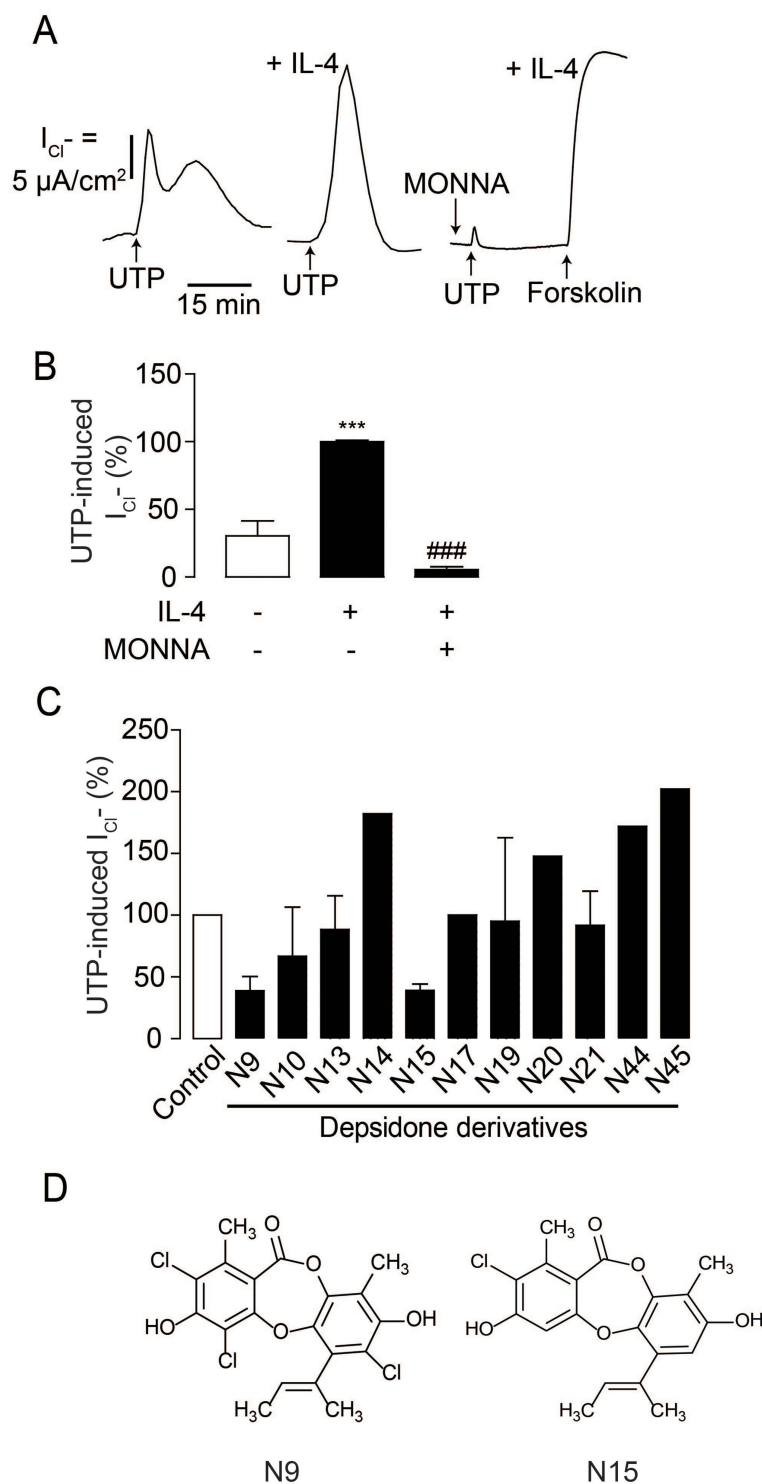 A
+ IL-4
+ IL-4
I_Cl⁻ =
5 µA/cm²
MONNA
UTP
UTP
UTP
Forskolin
15 min
B
UTP-induced
I_Cl⁻ (%)
150
100
50
0
***
###
IL-4 - + +
MONNA - - +
C
UTP-induced I_Cl⁻ (%)
250
200
150
100
50
0
Control N9 N10 N13 N14 N15 N17 N19 N20 N21 N44 N45
Depsidone derivatives
D
CH₃ O
Cl O CH₃
HO O OH
Cl Cl
H₃C CH₃
N9
CH₃ O
Cl O CH₃
HO O OH
H₃C CH₃
N15